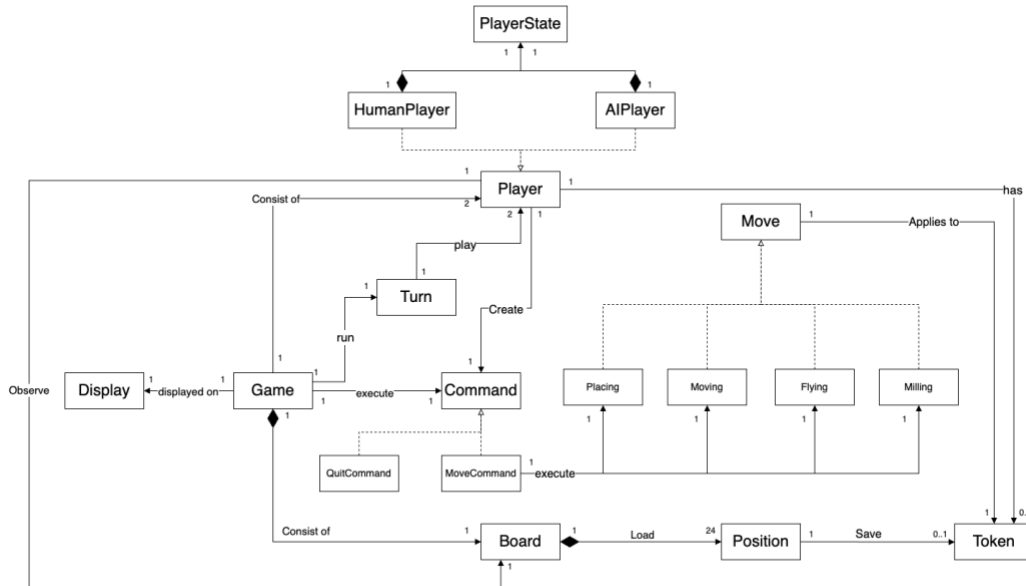 PlayerState
1 1
1 1
HumanPlayer AIPlayer
1 1
Player has
Consist of 2 2 1
Move 1 Applies to
play
1
1 Turn
Create
run
1 1 1
Observe Display 1 displayed on 1 Game 1 execute 1 Command
Placing Moving Flying Milling
1 1 1 1 1
QuitCommand MoveCommand 1 execute
Consist of 1 Board 1 Load 24 Position 1 Save 0..1 Token
1 1 0..